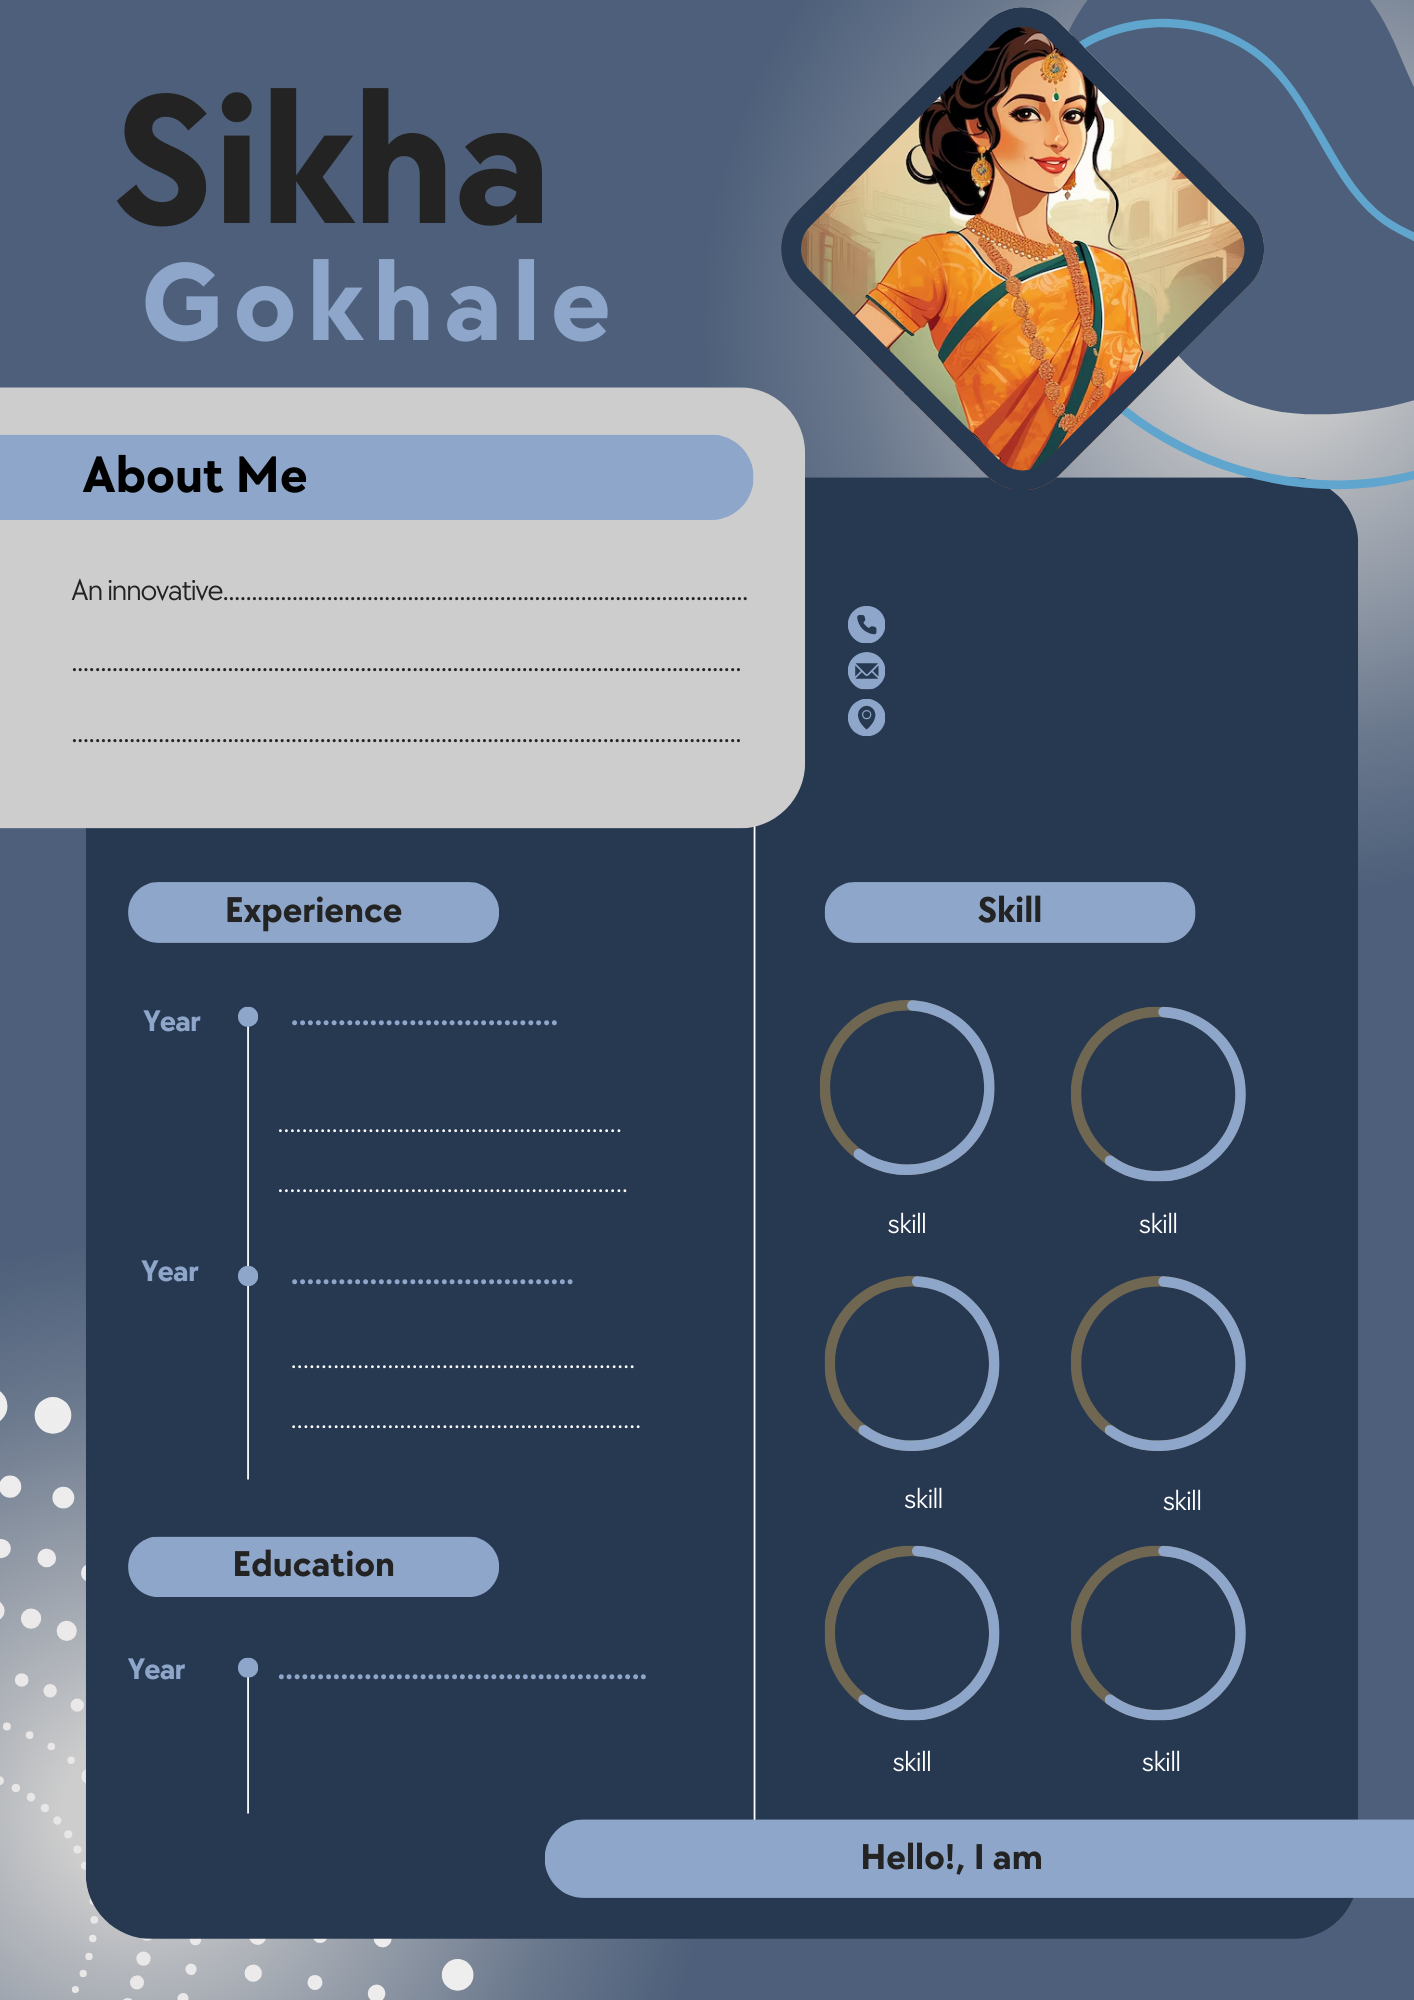 Sikha
Gokhale
About Me
An innovative............................................................................................
......................................................................................................................
......................................................................................................................
Experience
Year
..................................
............................................................
.............................................................
Year
....................................
............................................................
.............................................................
Education
Year
...............................................
Skill
skill
skill
skill
skill
skill
skill
Hello!, I am